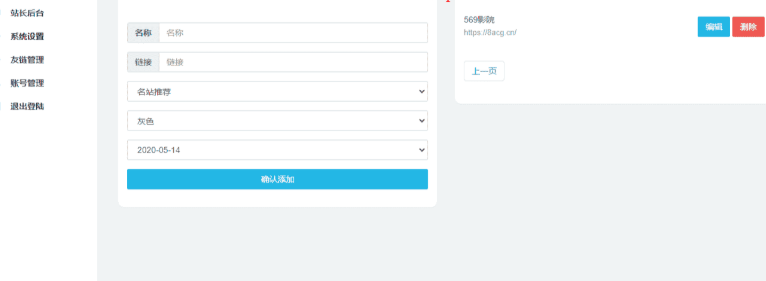 站长后台
系统设置
友链管理
账号管理
退出登陆
名称 名称
链接 链接
名站推荐
灰色
2020-05-14
确认添加
569影院
https://8acg.cn/
编辑 删除
上一页